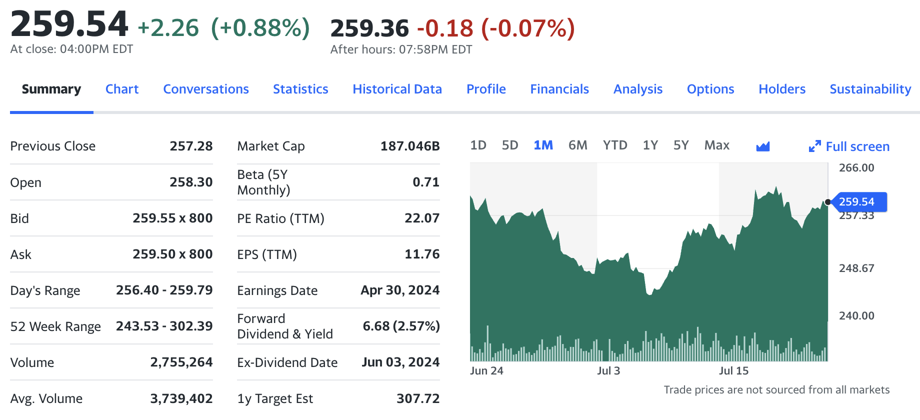 259.54 +2.26 (+0.88%) 259.36 -0.18 (-0.07%)
At close: 04:00PM EDT After hours: 07:58PM EDT
Summary Chart Conversations Statistics Historical Data Profile Financials Analysis Options Holders Sustainability
Previous Close 257.28
Open 258.30
Bid 259.55 x 800
Ask 259.50 x 800
Day's Range 256.40 - 259.79
52 Week Range 243.53 - 302.39
Volume 2,755,264
Avg. Volume 3,739,402
Market Cap 187.046B
Beta (5Y
Monthly) 0.71
PE Ratio (TTM) 22.07
EPS (TTM) 11.76
Earnings Date Apr 30, 2024
Forward
Dividend & Yield 6.68 (2.57%)
Ex-Dividend Date Jun 03, 2024
1y Target Est 307.72
1D 5D 1M 6M YTD 1Y 5Y Max Full screen
266.00
259.54
257.33
248.67
240.00
Jun 24 Jul 3 Jul 15
Trade prices are not sourced from all markets